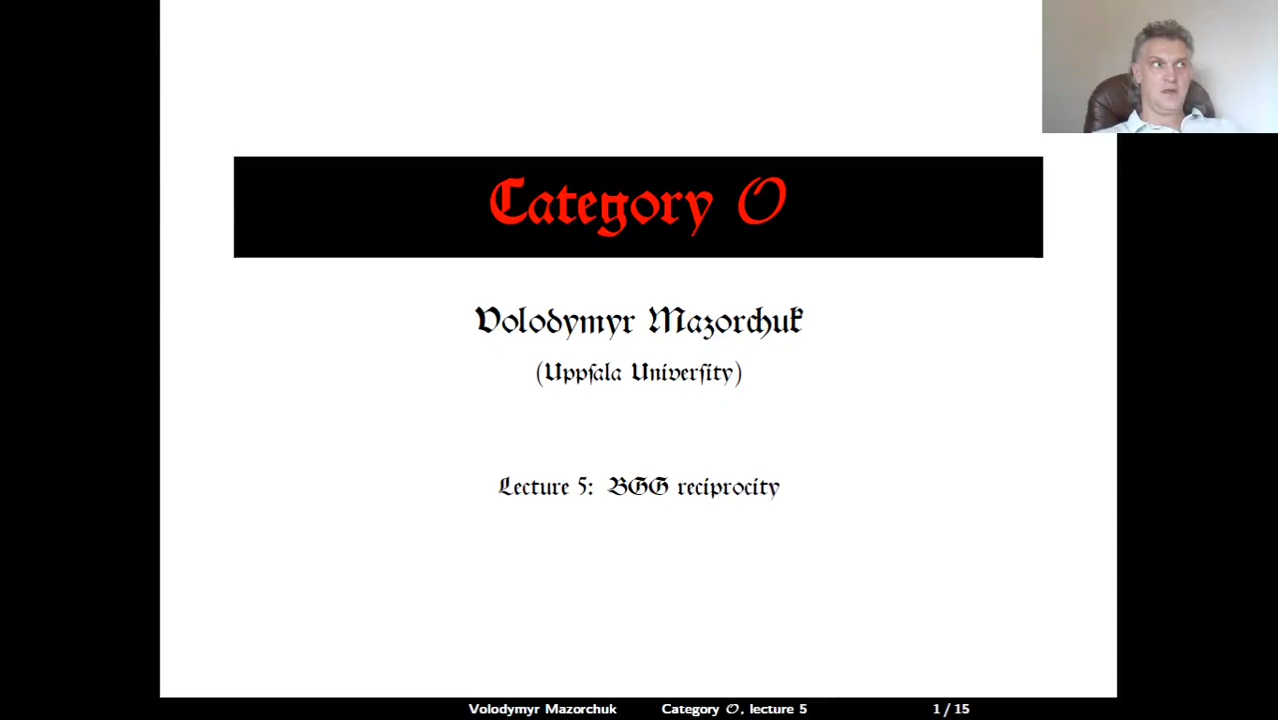 Category 𝒪
Volodymyr Mazorchuk
(Uppſala Univerſity)
Lecture 5: BGG reciprocity
Volodymyr Mazorchuk Category 𝒪, lecture 5 1 / 15